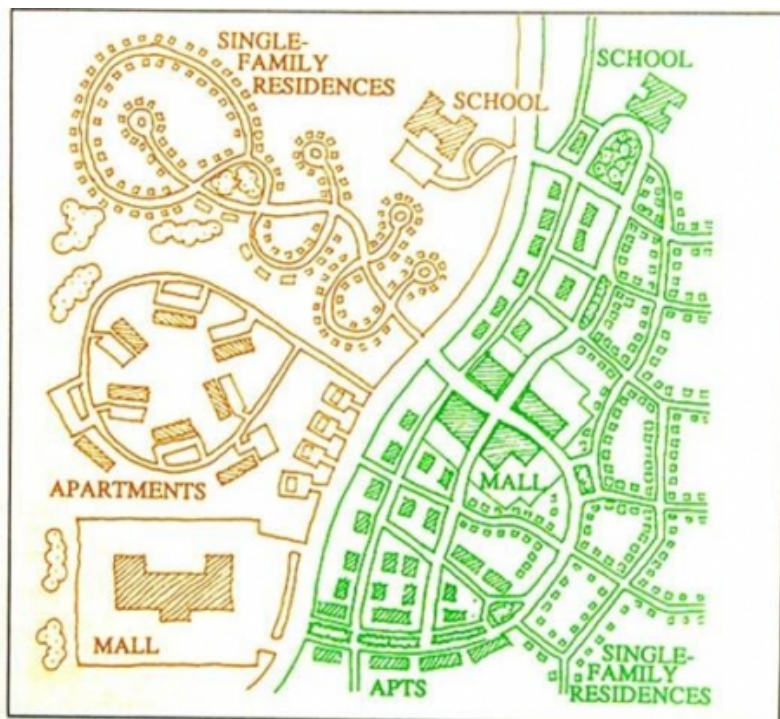 SINGLE-
FAMILY
RESIDENCES
SCHOOL
SCHOOL
APARTMENTS
MALL
MALL
APTS
SINGLE-
FAMILY
RESIDENCES